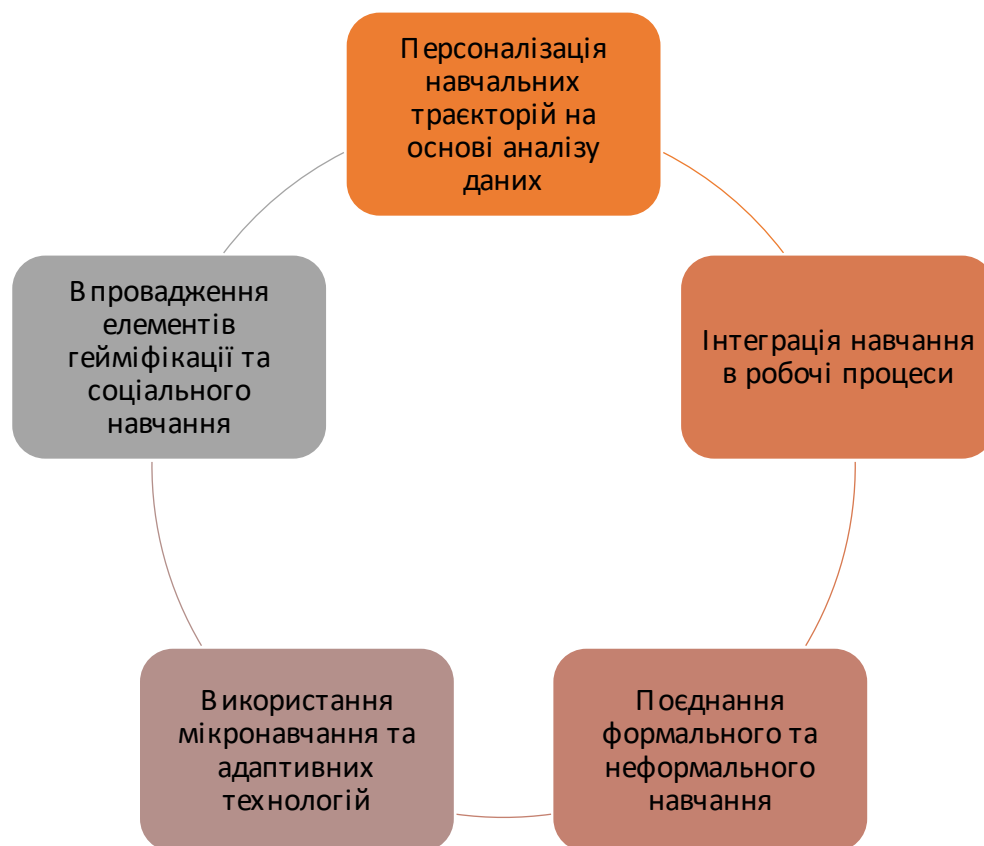 Персоналізація
навчальних
траєкторій на
основі аналізу
даних
Інтеграція навчання
в робочі процеси
Поєднання
формального та
неформального
навчання
Використання
мікронавчання та
адаптивних
технологій
Впровадження
елементів
гейміфікації та
соціального
навчання